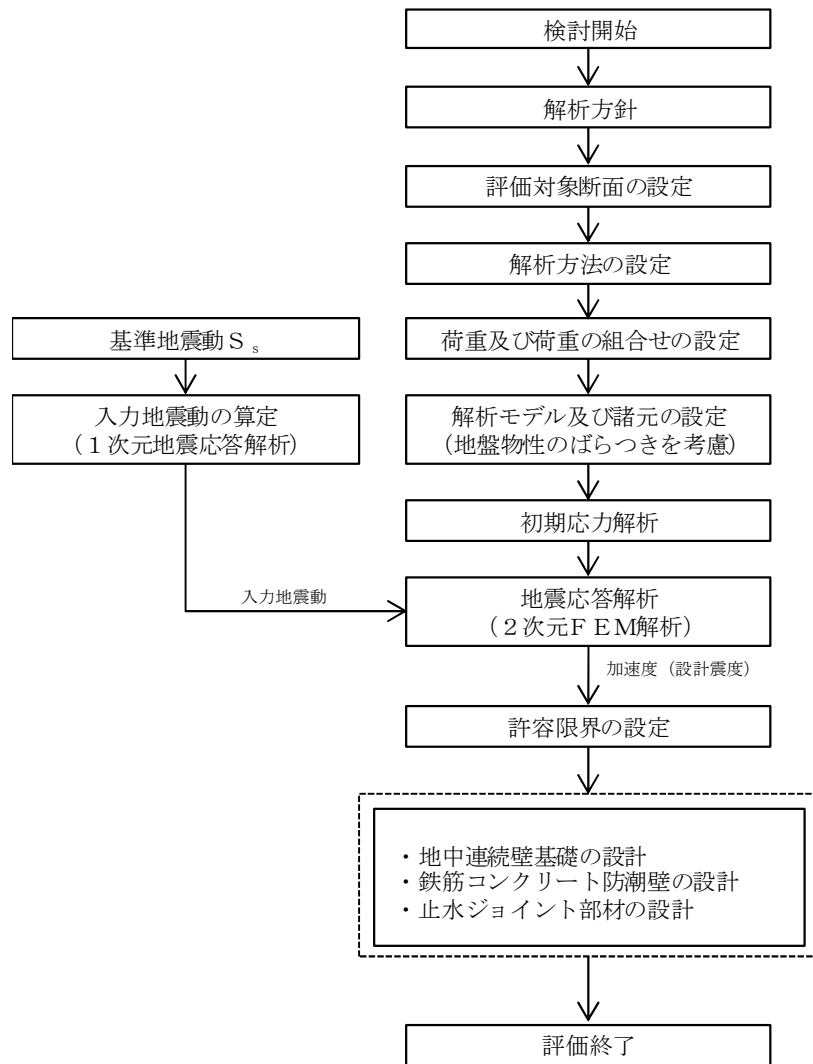 検討開始
解析方針
評価対象断面の設定
解析方法の設定
基準地震動Ｓｓ
荷重及び荷重の組合せの設定
入力地震動の算定
（１次元地震応答解析）
解析モデル及び諸元の設定
（地盤物性のばらつきを考慮）
初期応力解析
入力地震動
地震応答解析
（２次元ＦＥＭ解析）
加速度（設計震度）
許容限界の設定
・地中連続壁基礎の設計
・鉄筋コンクリート防潮壁の設計
・止水ジョイント部材の設計
評価終了